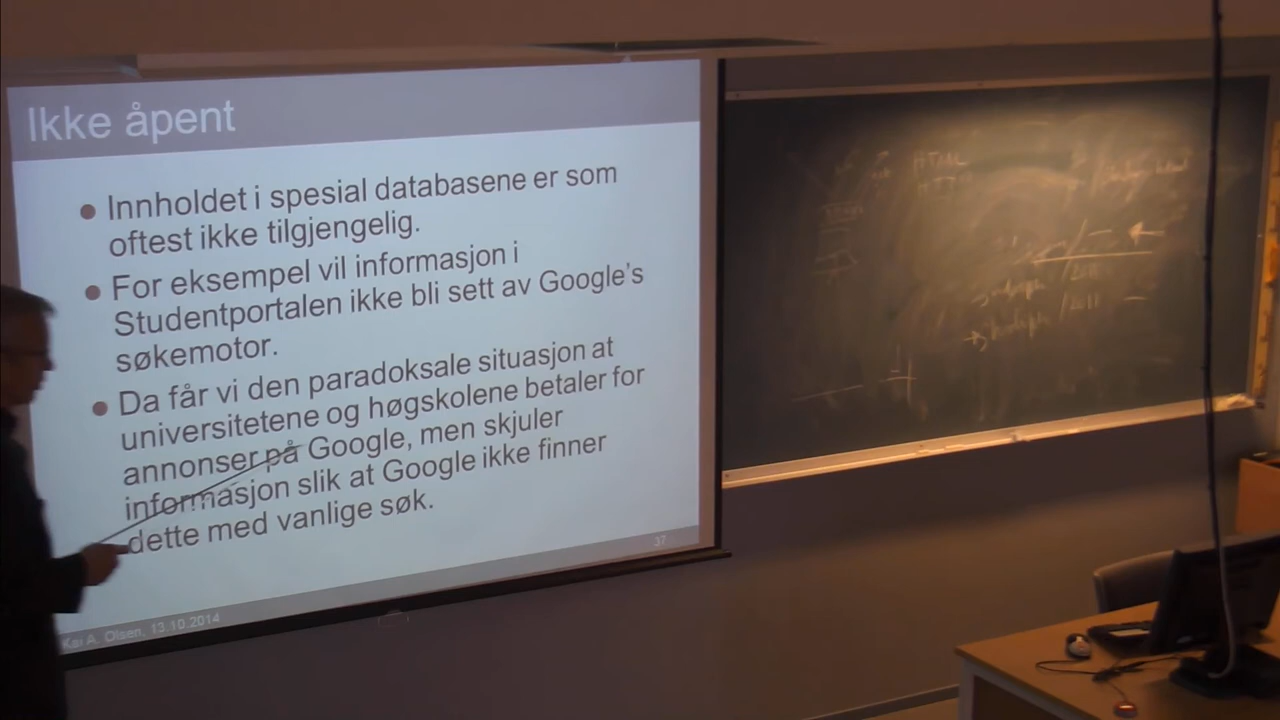 Ikke åpent
Innholdet i spesial databasene er som
oftest ikke tilgjengelig.
For eksempel vil informasjon i
Studentportalen ikke bli sett av Google's
søkemotor.
Da får vi den paradoksale situasjon at
universitetene og høgskolene betaler for
annonser på Google, men skjuler
informasjon slik at Google ikke finner
dette med vanlige søk.
37
Kai A. Olsen, 13.10.2014